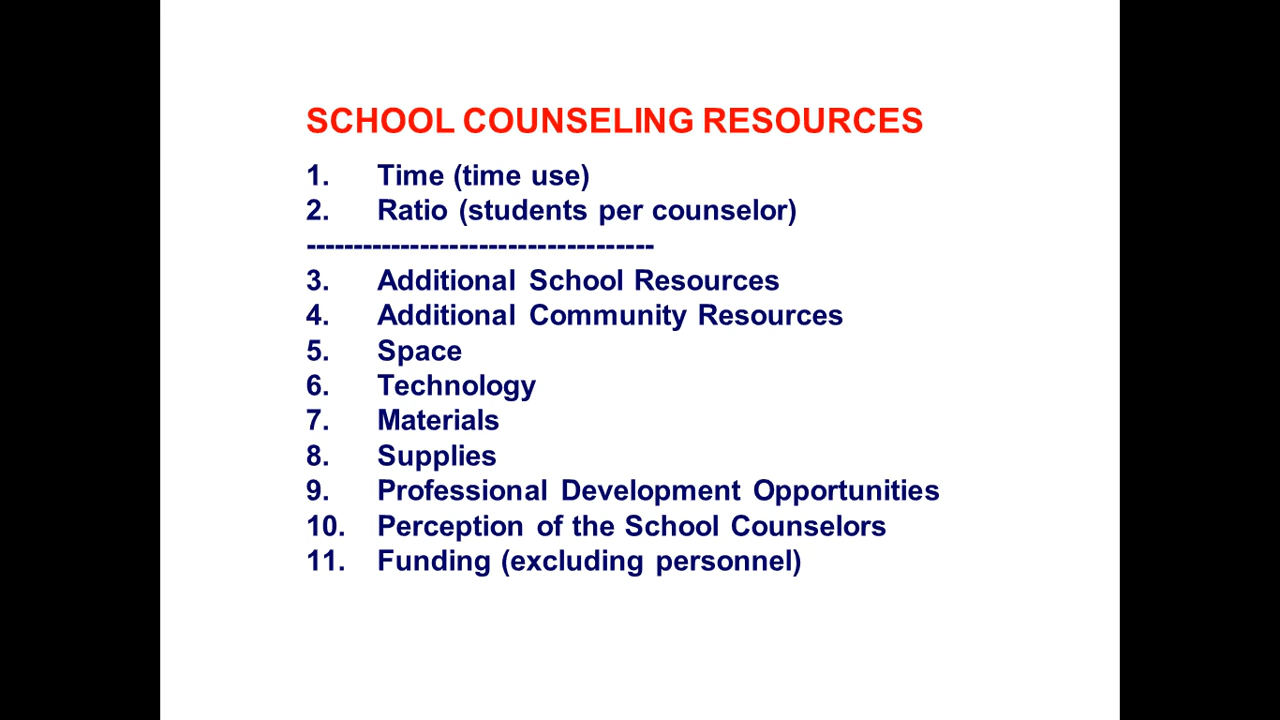 SCHOOL COUNSELING RESOURCES
1. Time (time use)
2. Ratio (students per counselor)
------------------------------------
3. Additional School Resources
4. Additional Community Resources
5. Space
6. Technology
7. Materials
8. Supplies
9. Professional Development Opportunities
10. Perception of the School Counselors
11. Funding (excluding personnel)